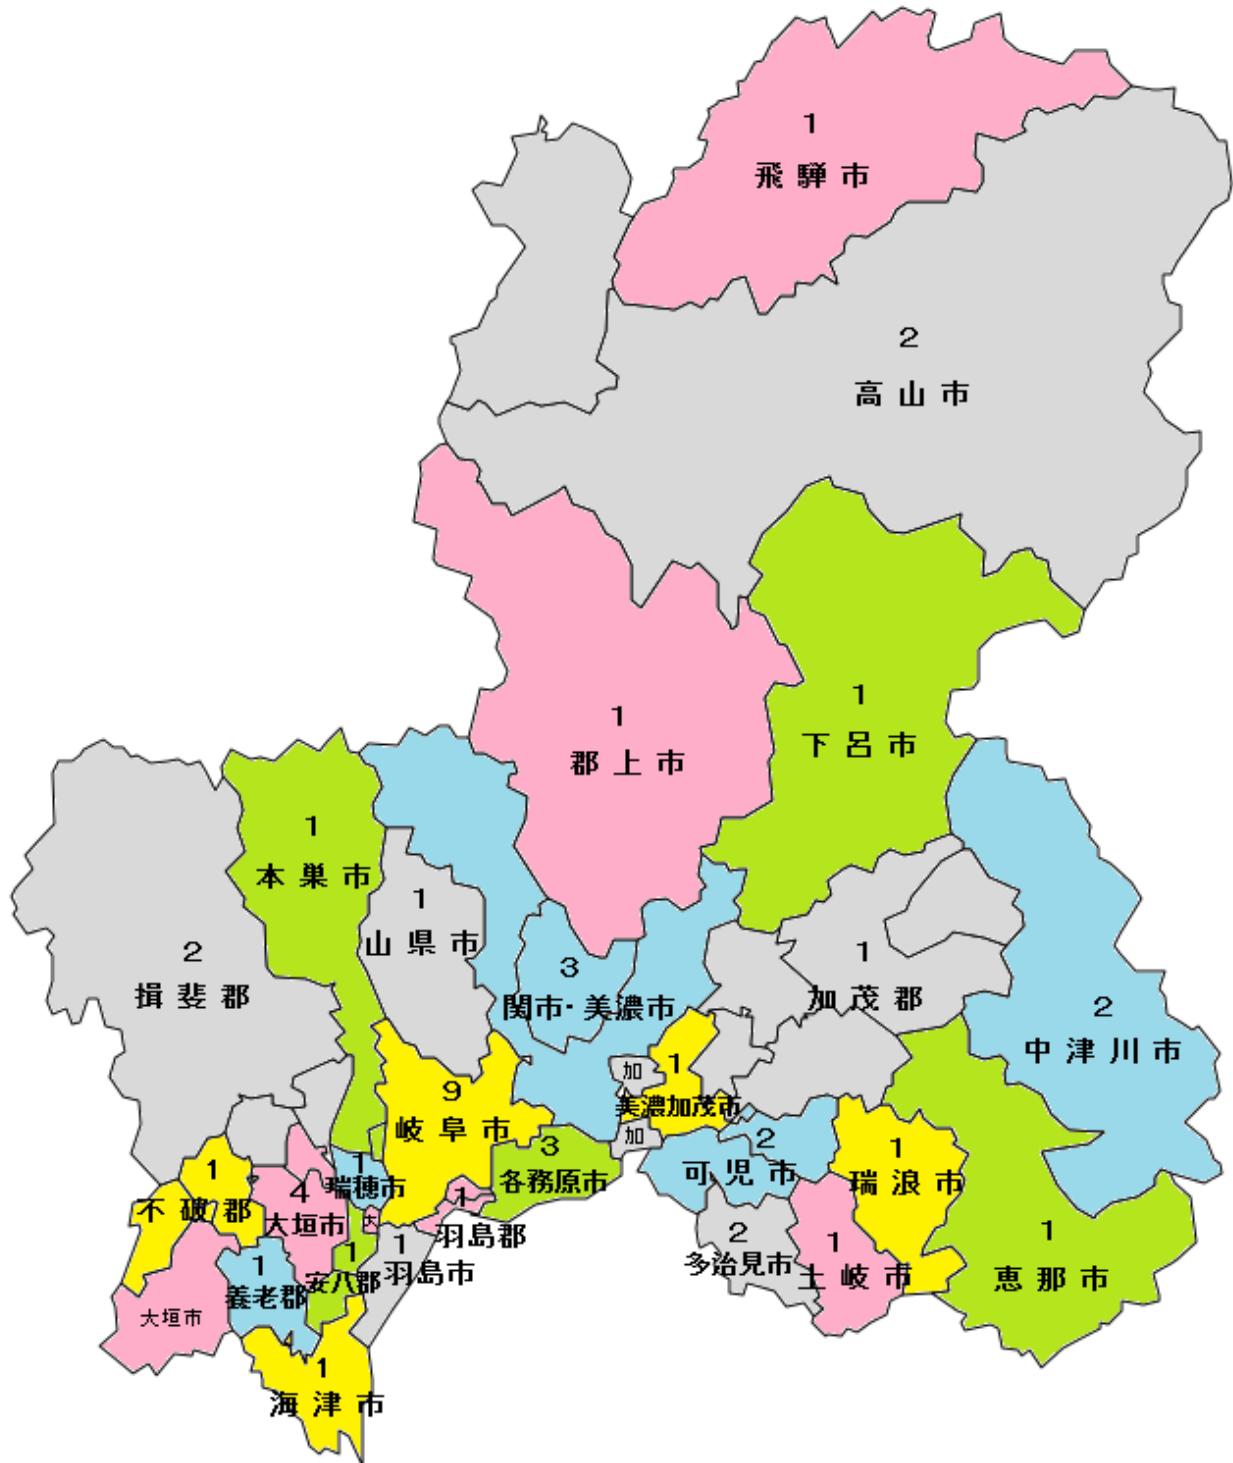 1
飛騨市
2
高山市
1
下呂市
1
郡上市
1
本巣市
1
山県市
2
揖斐郡
3
関市・美濃市
1
加茂郡
2
中津川市
加
1
美濃加茂市
加
9
岐阜市
3
各務原市
2
可児市
1
瑞浪市
1
瑞穂市
1
不破郡
4
大垣市
大
1
羽島郡
1
羽島市
1
安八郡
1
養老郡
大垣市
2
多治見市
1
土岐市
1
恵那市
4
1
海津市